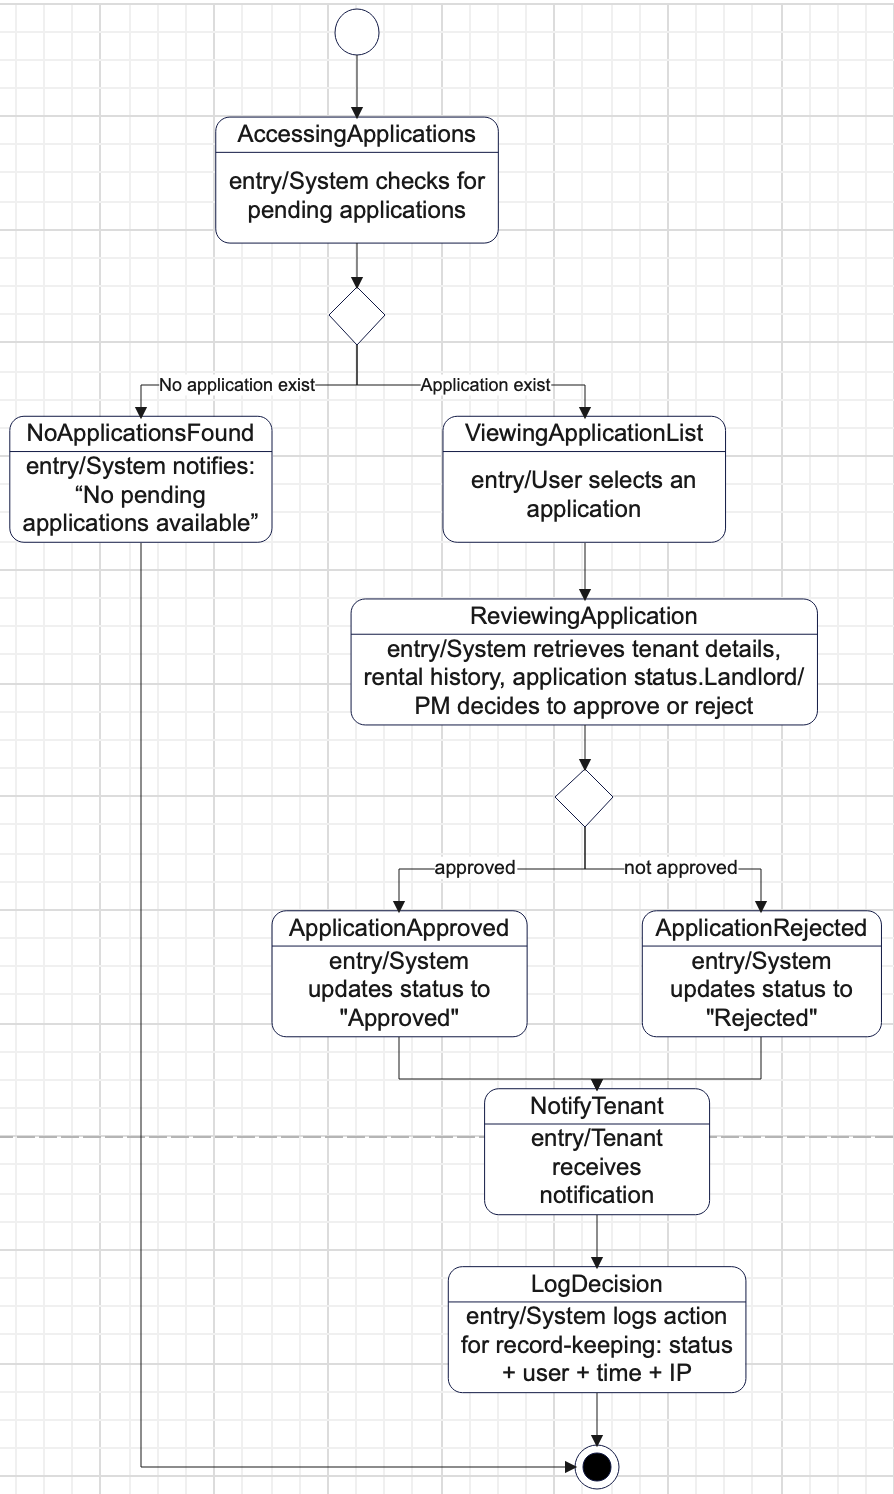 AccessingApplications
entry/System checks for
pending applications
No application exist
Application exist
NoApplicationsFound
entry/System notifies:
“No pending
applications available”
ViewingApplicationList
entry/User selects an
application
ReviewingApplication
entry/System retrieves tenant details,
rental history, application status.Landlord/
PM decides to approve or reject
approved
not approved
ApplicationApproved
entry/System
updates status to
"Approved"
ApplicationRejected
entry/System
updates status to
"Rejected"
NotifyTenant
entry/Tenant
receives
notification
LogDecision
entry/System logs action
for record-keeping: status
+ user + time + IP